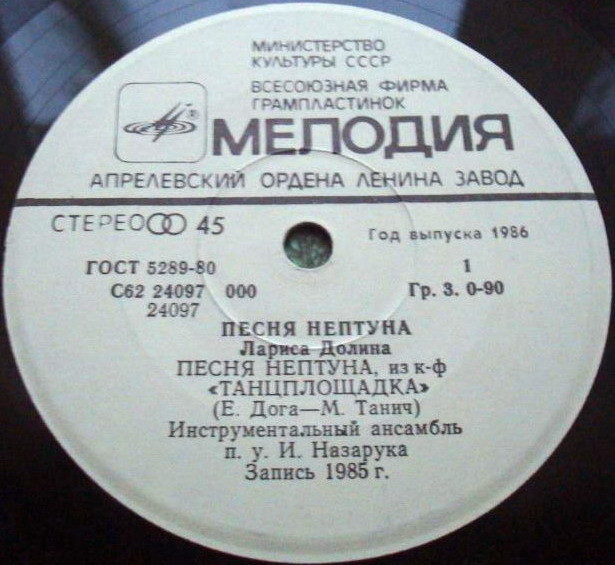 МИНИСТЕРСТВО
КУЛЬТУРЫ СССР
ВСЕСОЮЗНАЯ ФИРМА
ГРАМПЛАСТИНОК
МЕЛОДИЯ
АПРЕЛЕВСКИЙ ОРДЕНА ЛЕНИНА ЗАВОД
СТЕРЕО 45
Год выпуска 1986
ГОСТ 5289-80
1
С62 24097 000
Гр. 3. 0-90
24097
ПЕСНЯ НЕПТУНА
Лариса Долина
ПЕСНЯ НЕПТУНА, из к-ф
«ТАНЦПЛОЩАДКА»
(Е. Дога—М. Танич)
Инструментальный ансамбль
п. у. И. Назарука
Запись 1985 г.